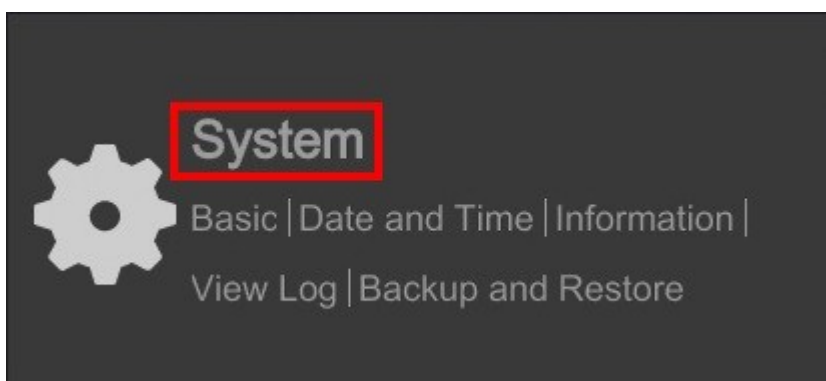 System
Basic | Date and Time | Information |
View Log | Backup and Restore